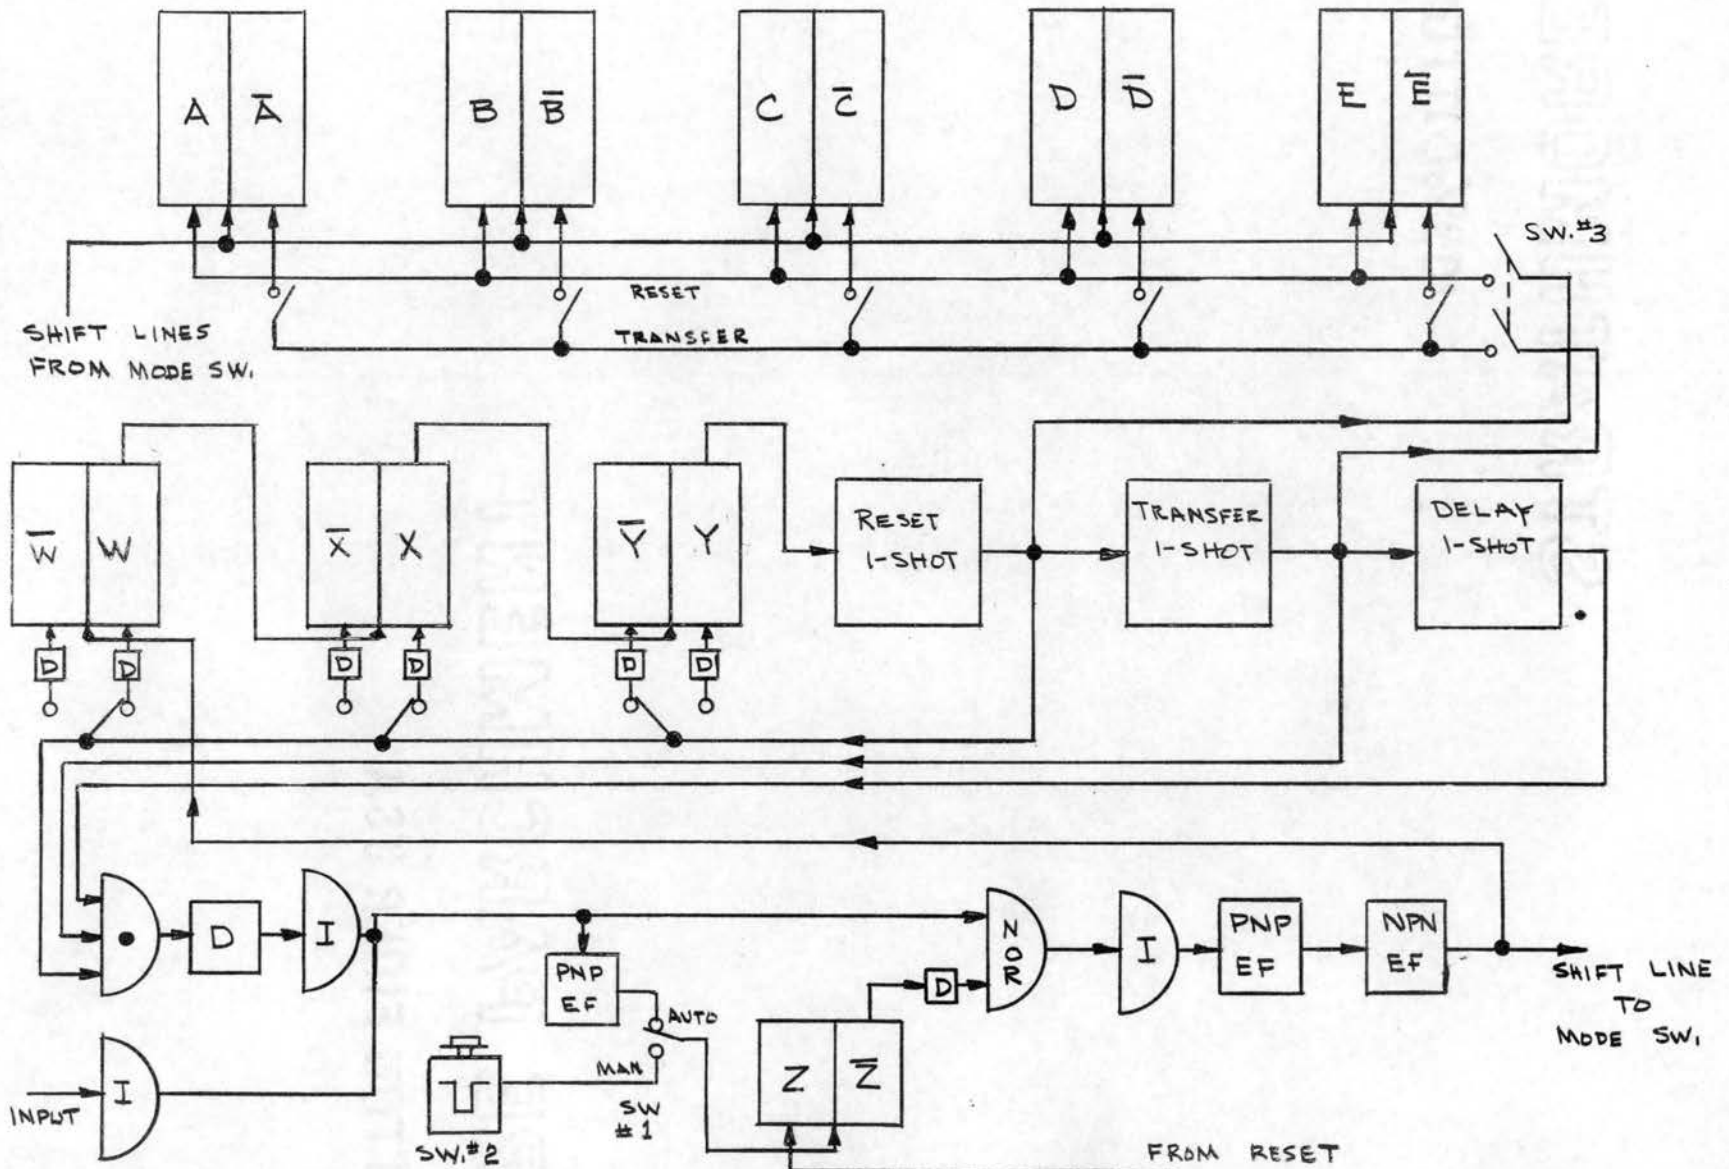 A A̅ B B̅ C C̅ D D̅ E E̅
SW. #3
RESET
TRANSFER
SHIFT LINES
FROM MODE SW.
W̅ W X̅ X Y̅ Y
RESET
1-SHOT
TRANSFER
1-SHOT
DELAY
1-SHOT
D D D D D D
D
I
NOR
I
PNP
EF
NPN
EF
PNP
EF
D
AUTO
SHIFT LINE
TO
MODE SW.
MAN
Z Z̅
I
INPUT
SW
#1
SW. #2
FROM RESET